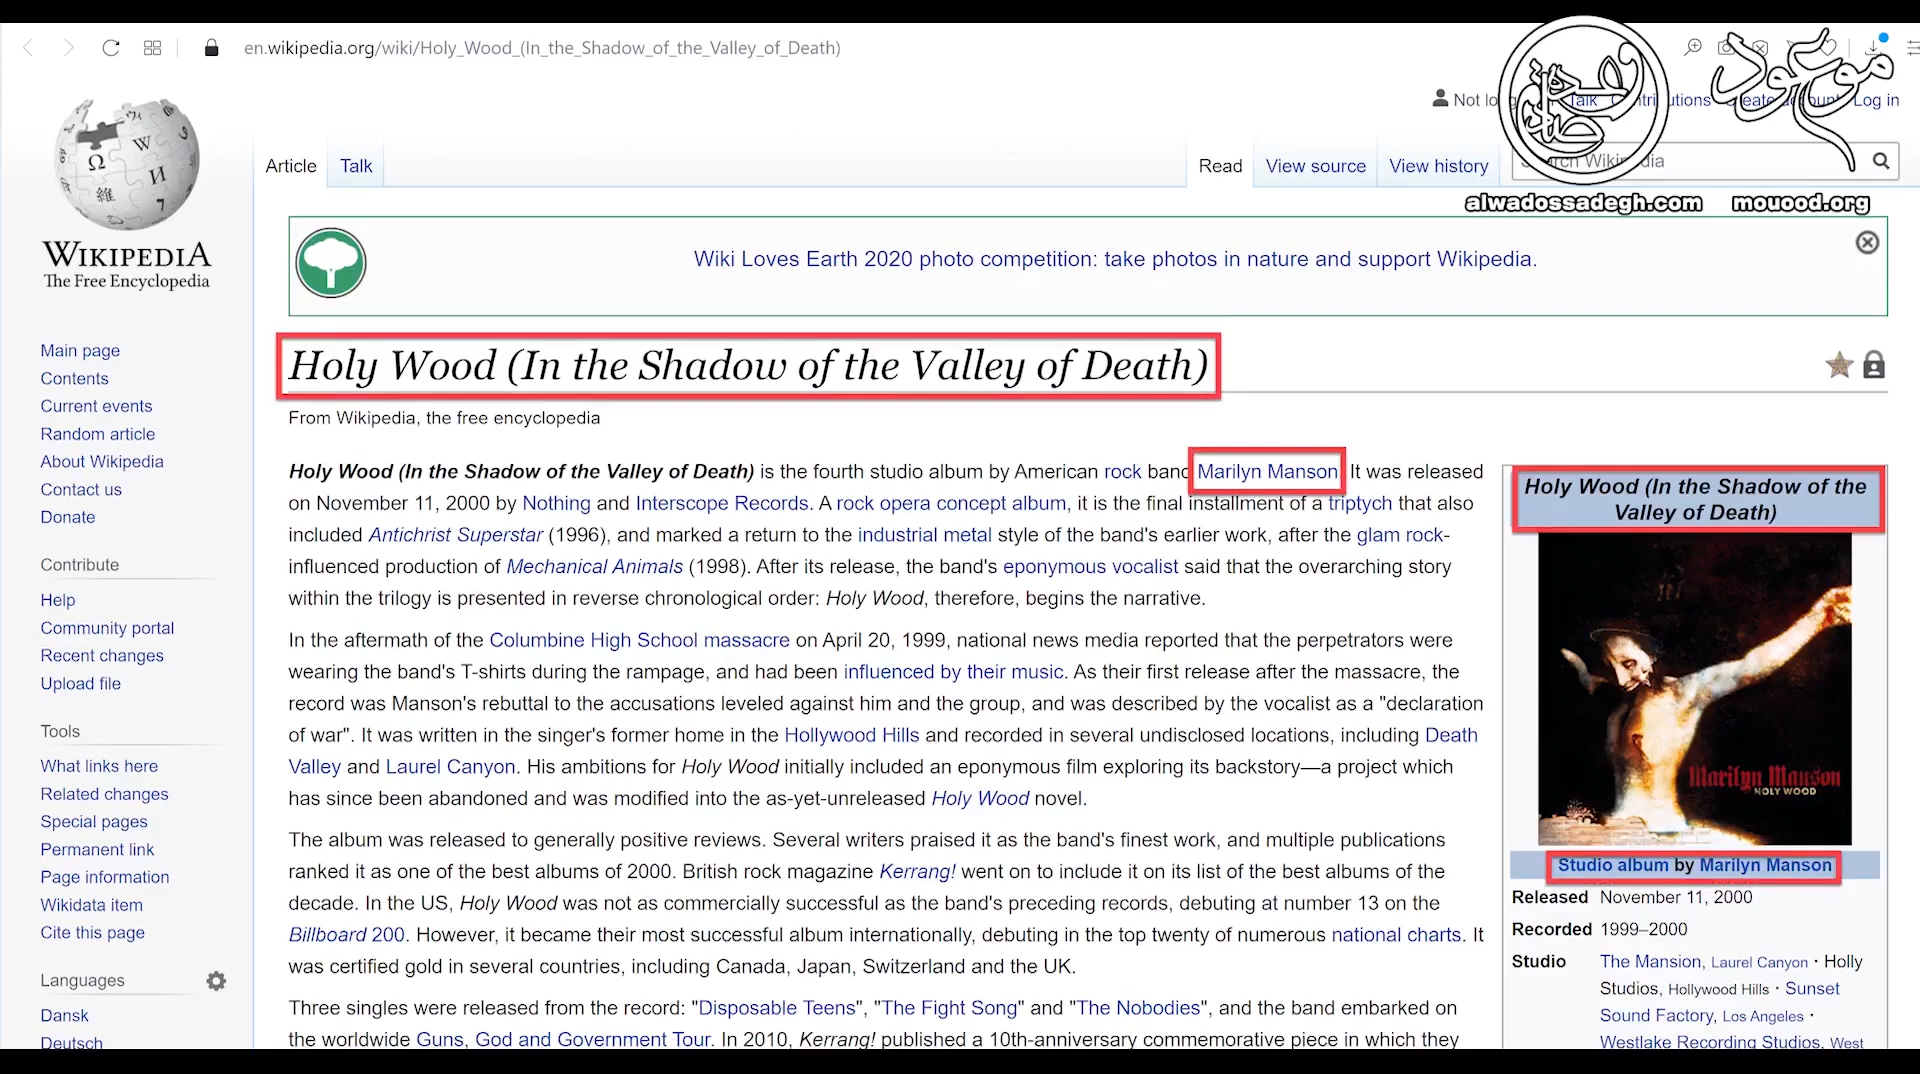 en.wikipedia.org/wiki/Holy_Wood_(In_the_Shadow_of_the_Valley_of_Death)
موعود
alwadossadegh.com mouood.org
Not Talk Log in
Article Talk Read View source View history
WIKIPEDIA
The Free Encyclopedia
Wiki Loves Earth 2020 photo competition: take photos in nature and support Wikipedia.
Main page
Contents
Current events
Random article
About Wikipedia
Contact us
Donate
Contribute
Help
Community portal
Recent changes
Upload file
Tools
What links here
Related changes
Special pages
Permanent link
Page information
Wikidata item
Cite this page
Languages
Dansk
Deutsch
Holy Wood (In the Shadow of the Valley of Death)
From Wikipedia, the free encyclopedia
Holy Wood (In the Shadow of the Valley of Death) is the fourth studio album by American rock band Marilyn Manson. It was released
on November 11, 2000 by Nothing and Interscope Records. A rock opera concept album, it is the final installment of a triptych that also
included Antichrist Superstar (1996), and marked a return to the industrial metal style of the band's earlier work, after the glam rock-
influenced production of Mechanical Animals (1998). After its release, the band's eponymous vocalist said that the overarching story
within the trilogy is presented in reverse chronological order: Holy Wood, therefore, begins the narrative.
In the aftermath of the Columbine High School massacre on April 20, 1999, national news media reported that the perpetrators were
wearing the band's T-shirts during the rampage, and had been influenced by their music. As their first release after the massacre, the
record was Manson's rebuttal to the accusations leveled against him and the group, and was described by the vocalist as a "declaration
of war". It was written in the singer's former home in the Hollywood Hills and recorded in several undisclosed locations, including Death
Valley and Laurel Canyon. His ambitions for Holy Wood initially included an eponymous film exploring its backstory—a project which
has since been abandoned and was modified into the as-yet-unreleased Holy Wood novel.
The album was released to generally positive reviews. Several writers praised it as the band's finest work, and multiple publications
ranked it as one of the best albums of 2000. British rock magazine Kerrang! went on to include it on its list of the best albums of the
decade. In the US, Holy Wood was not as commercially successful as the band's preceding records, debuting at number 13 on the
Billboard 200. However, it became their most successful album internationally, debuting in the top twenty of numerous national charts. It
was certified gold in several countries, including Canada, Japan, Switzerland and the UK.
Three singles were released from the record: "Disposable Teens", "The Fight Song" and "The Nobodies", and the band embarked on
the worldwide Guns, God and Government Tour. In 2010, Kerrang! published a 10th-anniversary commemorative piece in which they
Holy Wood (In the Shadow of the
Valley of Death)
Marilyn Manson
HOLY WOOD
Studio album by Marilyn Manson
Released November 11, 2000
Recorded 1999–2000
Studio The Mansion, Laurel Canyon · Holly
Studios, Hollywood Hills · Sunset
Sound Factory, Los Angeles ·
Westlake Recording Studios, West